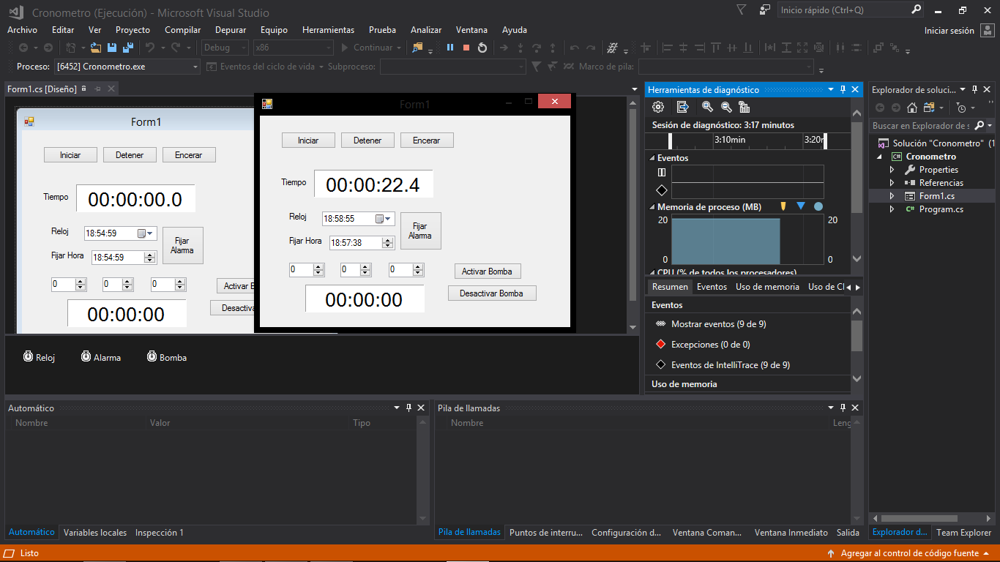 Cronometro (Ejecución) - Microsoft Visual Studio
Inicio rápido (Ctrl+Q)
Archivo Editar Ver Proyecto Compilar Depurar Equipo Herramientas Prueba Analizar Ventana Ayuda
Iniciar sesión
Debug x86 Continuar
Proceso: [6452] Cronometro.exe Eventos del ciclo de vida Subproceso: Marco de pila:
Form1.cs [Diseño]
Form1
Iniciar Detener Encerar
Tiempo 00:00:00.0
Reloj 18:54:59
Fijar Alarma
Fijar Hora 18:54:59
0 0 0
Activar B
00:00:00
Desactiva
Form1
Iniciar Detener Encerar
Tiempo 00:00:22.4
Reloj 18:58:55
Fijar
Alarma
Fijar Hora 18:57:38
0 0 0
Activar Bomba
00:00:00
Desactivar Bomba
Reloj Alarma Bomba
Herramientas de diagnóstico
Sesión de diagnóstico: 3:17 minutos
3:10min 3:20r
Eventos
Memoria de proceso (MB)
20 20
0 0
CPU (% de todos los procesadores)
Resumen Eventos Uso de memoria Uso de CI
Eventos
Mostrar eventos (9 de 9)
Excepciones (0 de 0)
Eventos de IntelliTrace (9 de 9)
Uso de memoria
Explorador de soluci...
Buscar en Explorador de s
Solución "Cronometro" (1
C# Cronometro
Properties
Referencias
Form1.cs
C# Program.cs
Automático
Nombre Valor Tipo
Automático Variables locales Inspección 1
Pila de llamadas
Nombre Leng
Pila de llamadas Puntos de interru... Configuración d... Ventana Coman... Ventana Inmediato Salida
Explorador d... Team Explorer
Listo
Agregar al control de código fuente